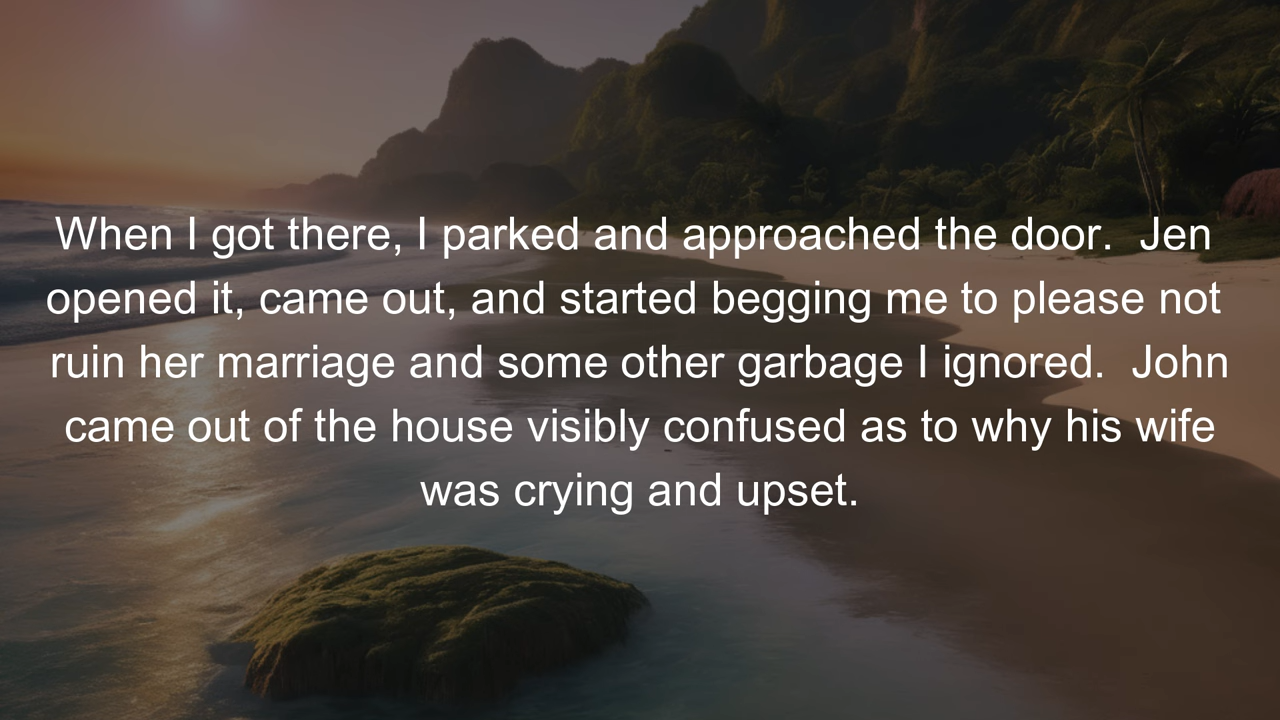 When I got there, I parked and approached the door.  Jen
opened it, came out, and started begging me to please not
ruin her marriage and some other garbage I ignored.  John
came out of the house visibly confused as to why his wife
was crying and upset.